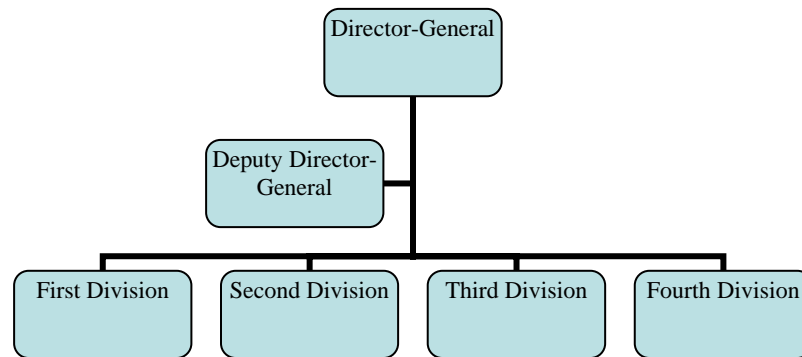 Director-General
Deputy Director-
General
First Division
Second Division
Third Division
Fourth Division